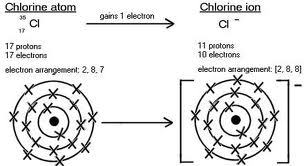 Chlorine atom
gains 1 electron
Chlorine ion
35
Cl
17
Cl –
17 protons
17 electrons
11 protons
10 electrons
electron arrangement: 2, 8, 7
electron arrangement: [2, 8, 8]
–